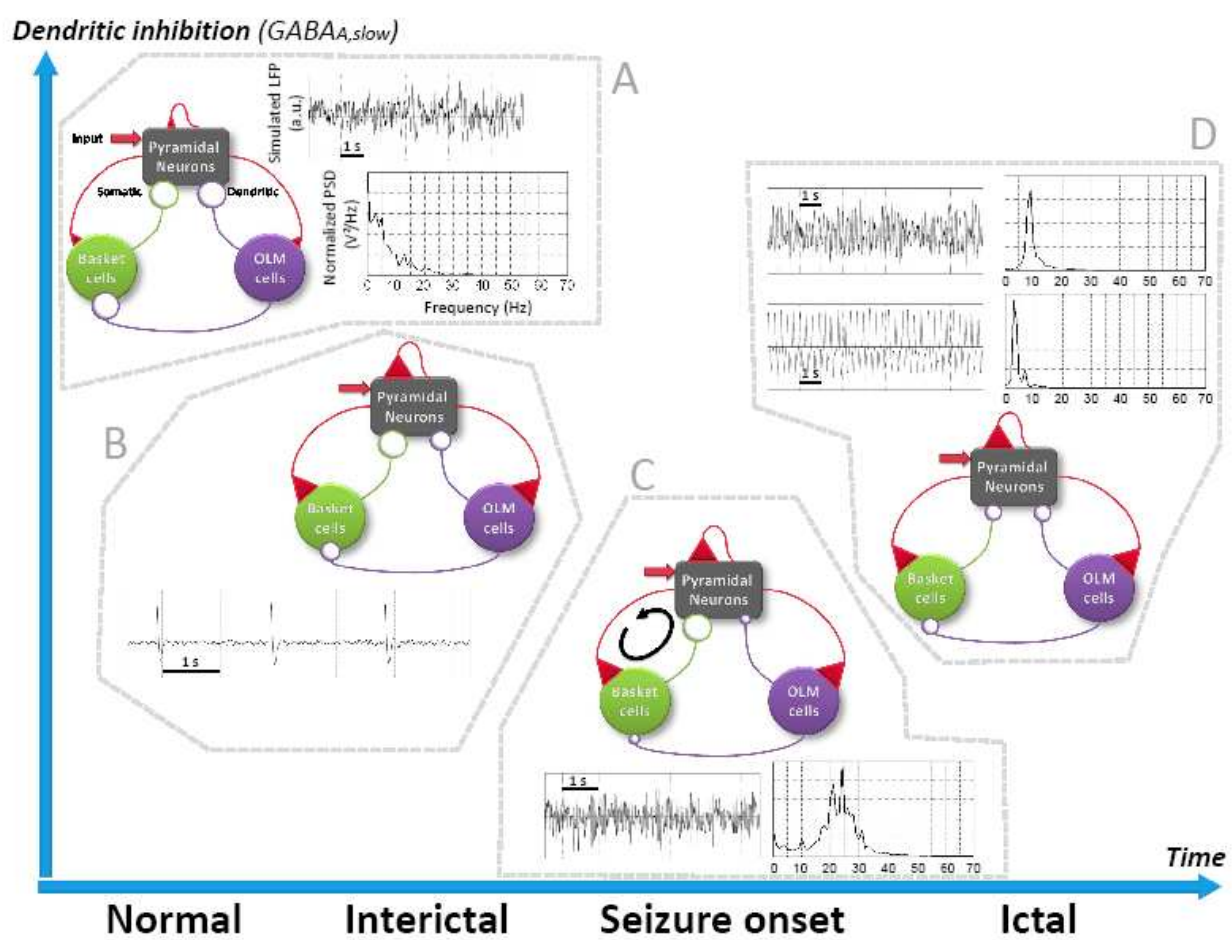 Dendritic inhibition (GABAA,slow)
A
Simulated LFP
(a.u.)
1 s
Input
Pyramidal
Neurons
Somatic
Dendritic
Basket
cells
OLM
cells
Normalized PSD
(V²/Hz)
0 10 20 30 40 50 60 70
Frequency (Hz)
B
Pyramidal
Neurons
Basket
cells
OLM
cells
1 s
C
Pyramidal
Neurons
Basket
cells
OLM
cells
1 s
0 10 20 30 40 50 60 70
D
1 s
0 10 20 30 40 50 60 70
1 s
0 10 20 30 40 50 60 70
Pyramidal
Neurons
Basket
cells
OLM
cells
Time
Normal Interictal Seizure onset Ictal